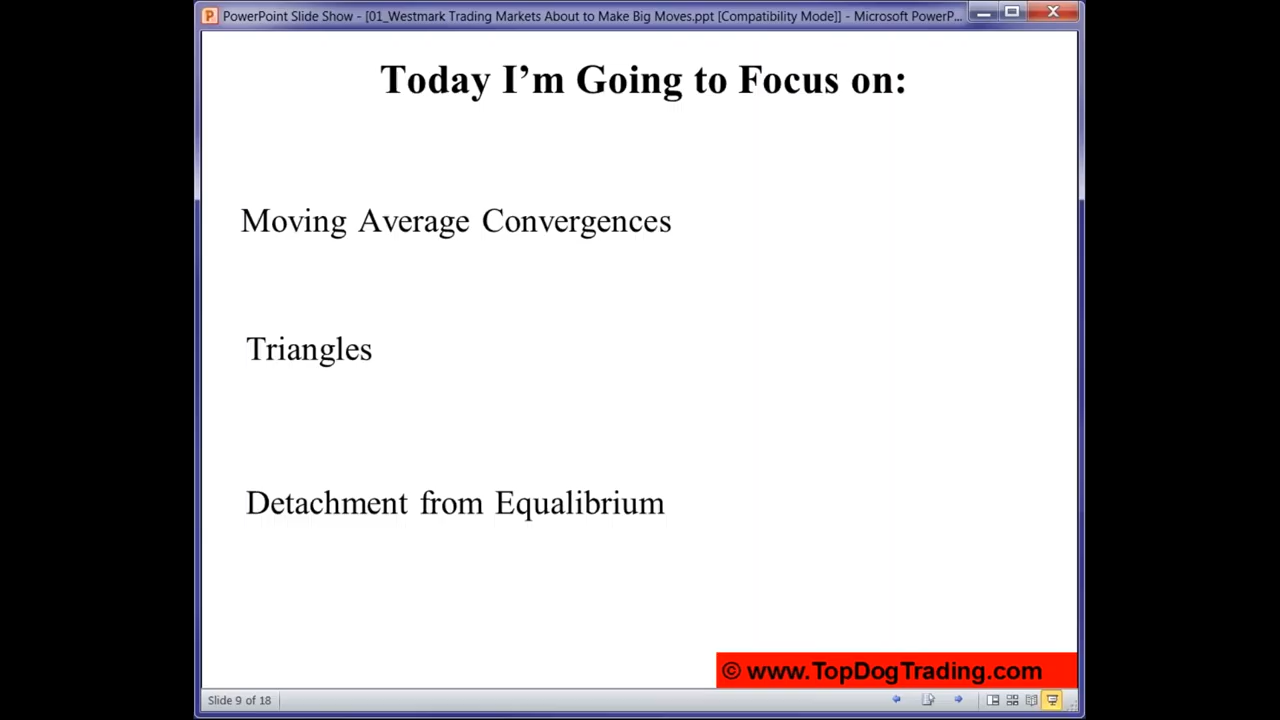 PowerPoint Slide Show - [01_Westmark Trading Markets About to Make Big Moves.ppt [Compatibility Mode]] - Microsoft PowerP...
Today I'm Going to Focus on:
Moving Average Convergences
Triangles
Detachment from Equalibrium
© www.TopDogTrading.com
Slide 9 of 18